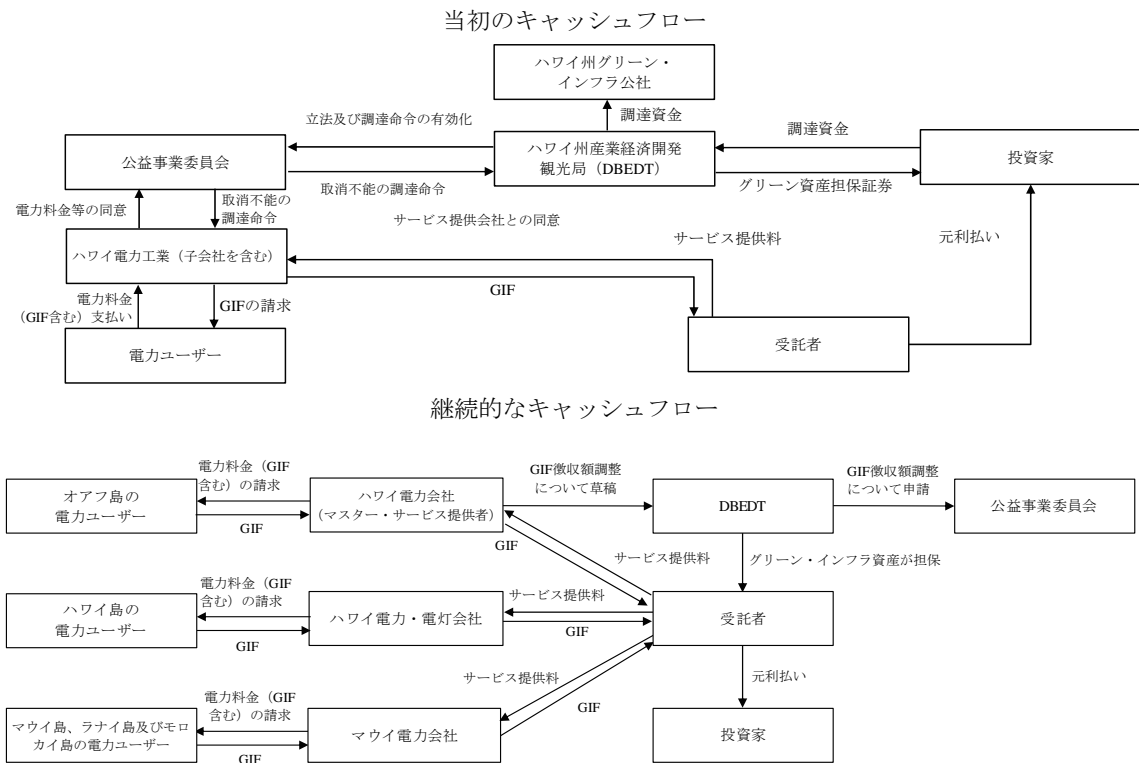 当初のキャッシュフロー
ハワイ州グリーン・
インフラ公社
立法及び調達命令の有効化
調達資金
調達資金
公益事業委員会
ハワイ州産業経済開発
観光局（DBEDT）
投資家
取消不能の調達命令
グリーン資産担保証券
電力料金等の同意
取消不能の
調達命令
サービス提供会社との同意
サービス提供料
元利払い
ハワイ電力工業（子会社を含む）
GIF
電力料金
（GIF含む）支払い
GIFの請求
電力ユーザー
受託者
継続的なキャッシュフロー
電力料金（GIF
含む）の請求
GIF徴収額調整
について草稿
GIF徴収額調整
について申請
オアフ島の
電力ユーザー
ハワイ電力会社
(マスター・サービス提供者)
DBEDT
公益事業委員会
GIF
GIF
サービス提供料
グリーン・インフラ資産が担保
電力料金（GIF
含む）の請求
サービス提供料
ハワイ島の
電力ユーザー
ハワイ電力・電灯会社
受託者
GIF
GIF
サービス提供料
元利払い
電力料金（GIF
含む）の請求
GIF
マウイ島、ラナイ島及びモロ
カイ島の電力ユーザー
マウイ電力会社
投資家
GIF